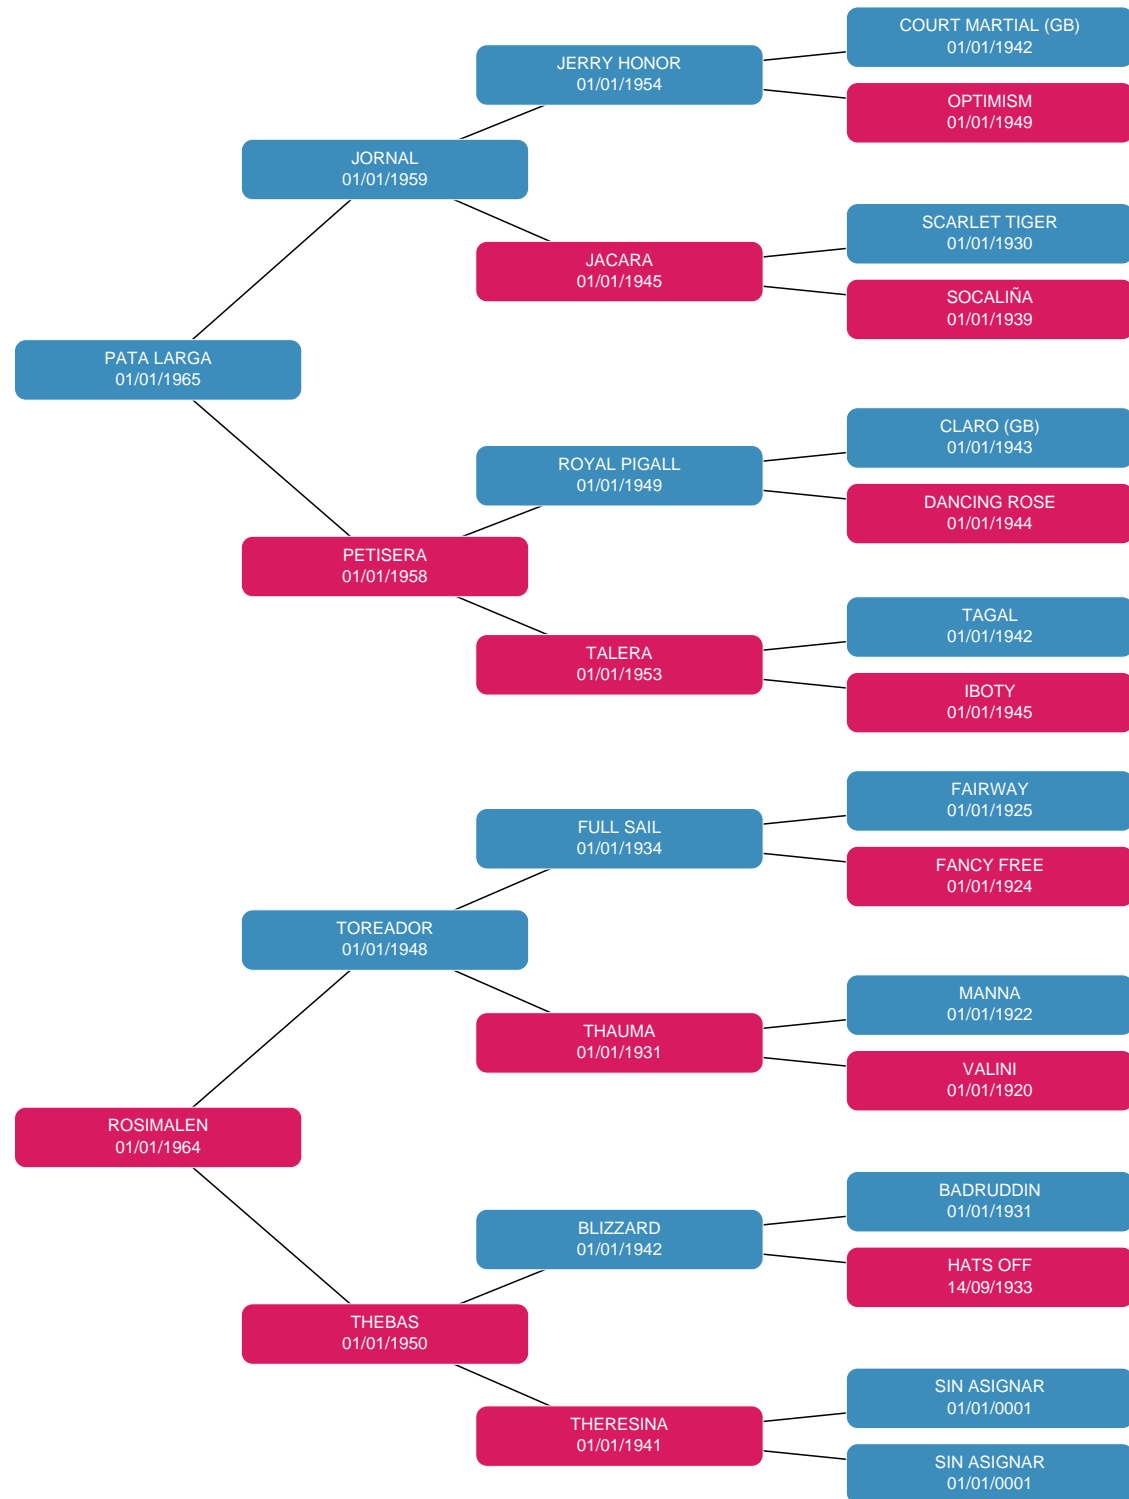 COURT MARTIAL (GB)
01/01/1942
JERRY HONOR
01/01/1954
OPTIMISM
01/01/1949
JORNAL
01/01/1959
SCARLET TIGER
01/01/1930
JACARA
01/01/1945
SOCALIÑA
01/01/1939
PATA LARGA
01/01/1965
CLARO (GB)
01/01/1943
ROYAL PIGALL
01/01/1949
DANCING ROSE
01/01/1944
PETISERA
01/01/1958
TAGAL
01/01/1942
TALERA
01/01/1953
IBOTY
01/01/1945
FAIRWAY
01/01/1925
FULL SAIL
01/01/1934
FANCY FREE
01/01/1924
TOREADOR
01/01/1948
MANNA
01/01/1922
THAUMA
01/01/1931
VALINI
01/01/1920
ROSIMALEN
01/01/1964
BADRUDDIN
01/01/1931
BLIZZARD
01/01/1942
HATS OFF
14/09/1933
THEBAS
01/01/1950
SIN ASIGNAR
01/01/0001
THERESINA
01/01/1941
SIN ASIGNAR
01/01/0001